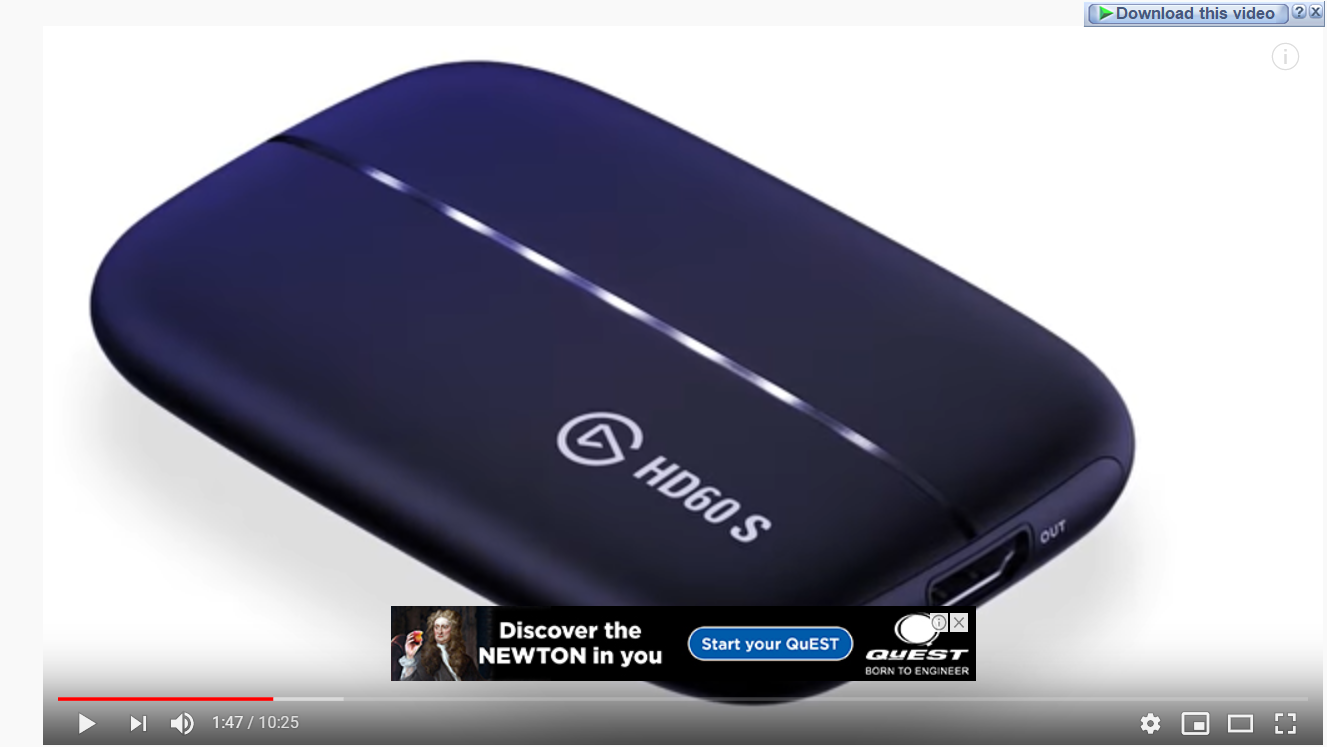 Download this video
HD60 S
OUT
Discover the
NEWTON in you
Start your QuEST
QUEST
BORN TO ENGINEER
1:47 / 10:25